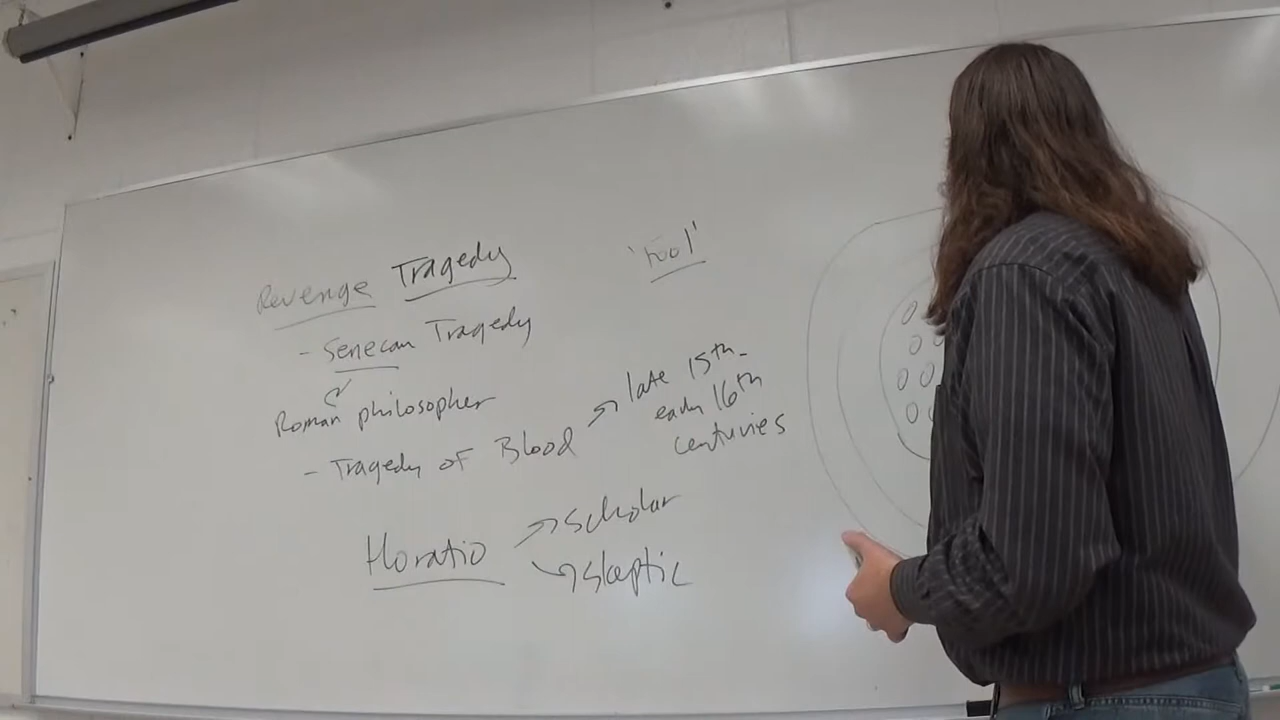 Revenge Tragedy
- Senecan Tragedy
Roman philosopher
- Tragedy of Blood → late 15th-
early 16th
centuries
'Fool'
Horatio → scholar
→ skeptic